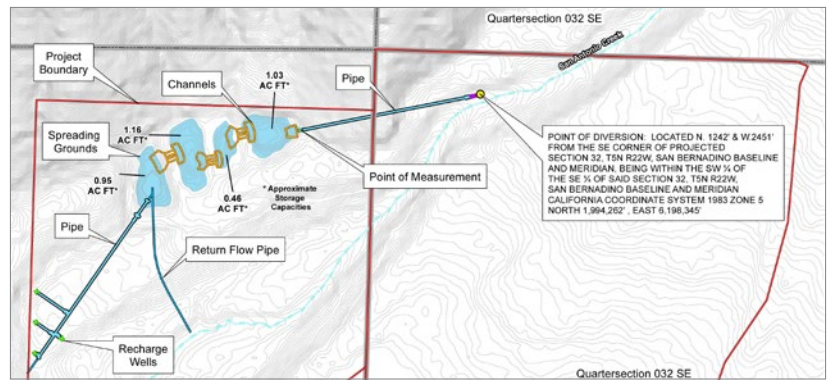 Quartersection 032 SE
San Antonio Creek
Project
Boundary
Channels
1.03
AC FT*
Pipe
1.16
AC FT*
Spreading
Grounds
POINT OF DIVERSION: LOCATED N. 1242' & W.2451'
FROM THE SE CORNER OF PROJECTED
SECTION 32, T5N R22W, SAN BERNADINO BASELINE
AND MERIDIAN. BEING WITHIN THE SW ¼ OF
THE SE ¼ OF SAID SECTION 32, T5N R22W,
SAN BERNADINO BASELINE AND MERIDIAN
CALIFORNIA COORDINATE SYSTEM 1983 ZONE 5
NORTH 1,994,262', EAST 6,198,345'
Point of Measurement
0.95
AC FT*
0.46
AC FT*
* Approximate
Storage
Capacities
Pipe
Return Flow Pipe
Recharge
Wells
Quartersection 032 SE